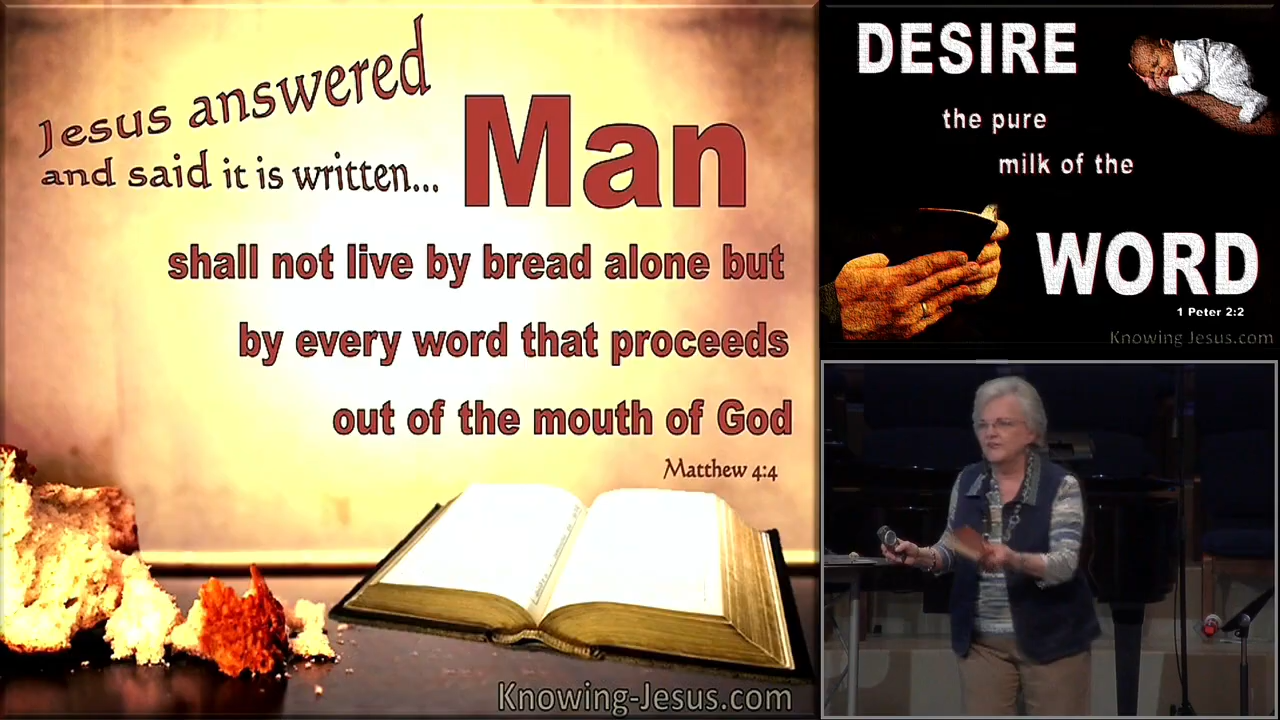 Jesus answered
and said it is written...
Man
shall not live by bread alone but
by every word that proceeds
out of the mouth of God
Matthew 4:4
Knowing-Jesus.com
DESIRE
the pure
milk of the
WORD
1 Peter 2:2
Knowing Jesus.com